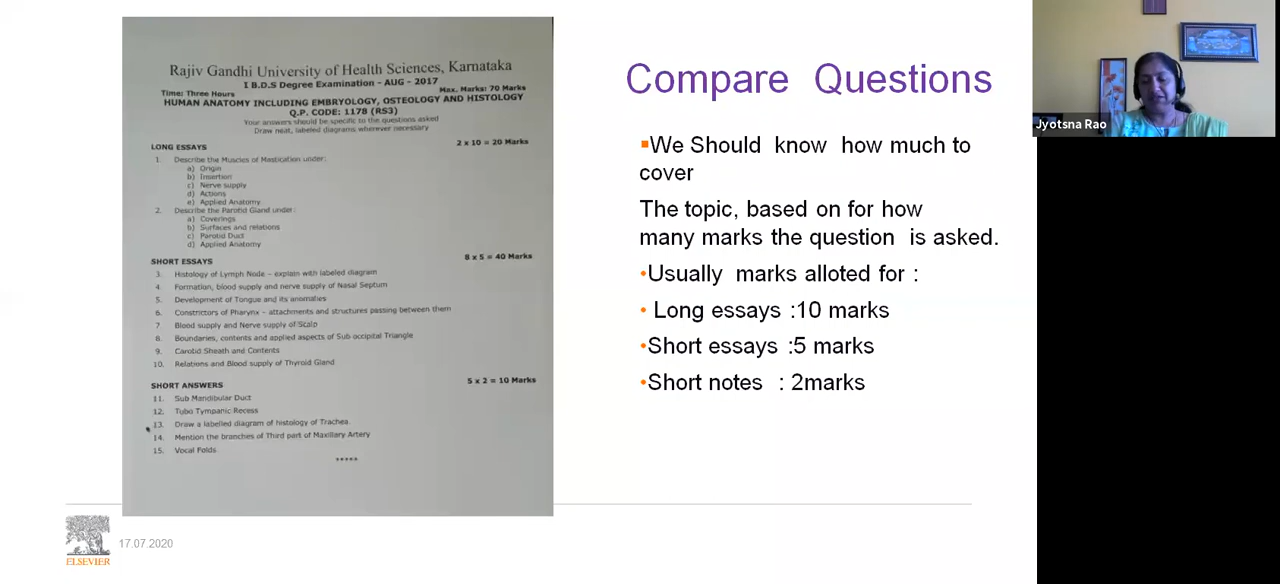 Rajiv Gandhi University of Health Sciences, Karnataka
I B.D.S Degree Examination - AUG - 2017
Time: Three Hours
Max. Marks: 70 Marks
HUMAN ANATOMY INCLUDING EMBRYOLOGY, OSTEOLOGY AND HISTOLOGY
Q.P. CODE: 1178 (RS3)
Your answers should be specific to the questions asked
Draw neat, labeled diagrams wherever necessary
LONG ESSAYS
2 x 10 = 20 Marks
1. Describe the Muscles of Mastication under:
a) Origin
b) Insertion
c) Nerve supply
d) Actions
e) Applied Anatomy
2. Describe the Parotid Gland under:
a) Coverings
b) Surfaces and relations
c) Parotid Duct
d) Applied Anatomy
SHORT ESSAYS
8 x 5 = 40 Marks
3. Histology of Lymph Node – explain with labeled diagram
4. Formation, blood supply and nerve supply of Nasal Septum
5. Development of Tongue and its anomalies
6. Constrictors of Pharynx – attachments and structures passing between them
7. Blood supply and Nerve supply of Scalp
8. Boundaries, contents and applied aspects of Sub occipital Triangle
9. Carotid Sheath and Contents
10. Relations and Blood supply of Thyroid Gland
SHORT ANSWERS
5 x 2 = 10 Marks
11. Sub Mandibular Duct
12. Tubo Tympanic Recess
13. Draw a labelled diagram of histology of Trachea.
14. Mention the branches of Third part of Maxillary Artery
15. Vocal Folds
*****
Compare Questions
▪We Should know how much to
cover
The topic, based on for how
many marks the question is asked.
•Usually marks alloted for :
• Long essays :10 marks
•Short essays :5 marks
•Short notes : 2marks
Jyotsna Rao
ELSEVIER
17.07.2020